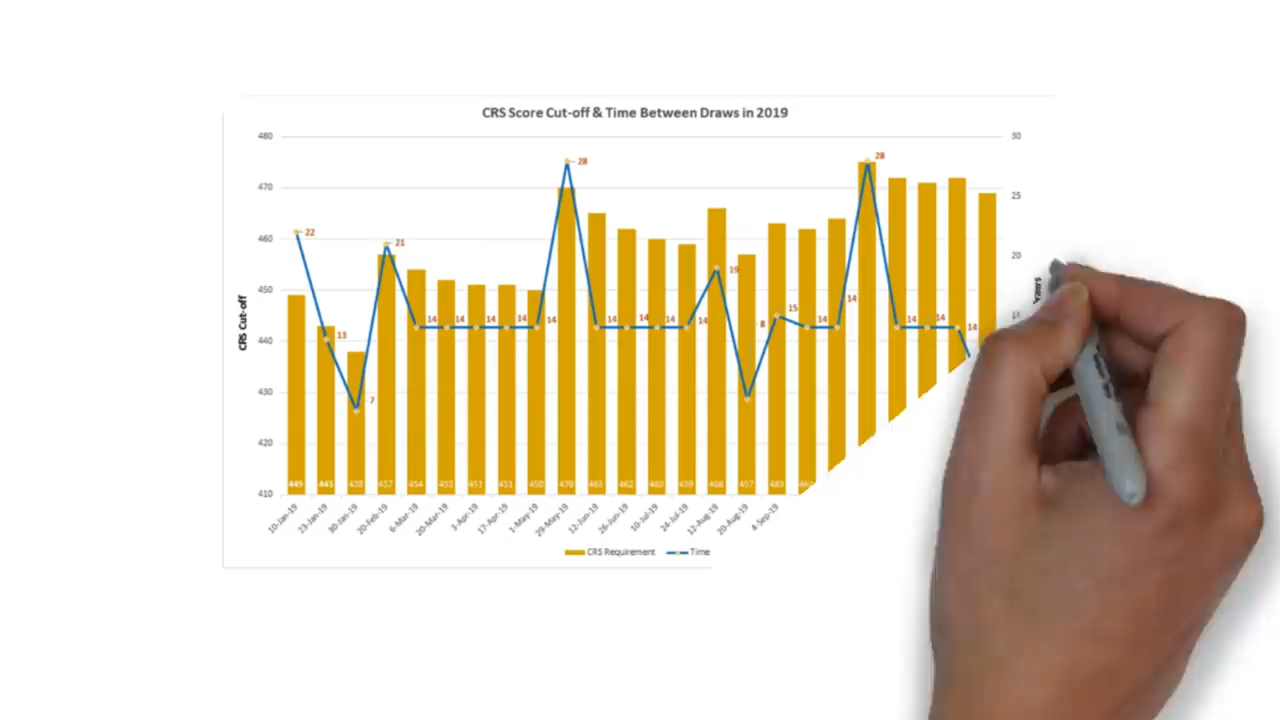 CRS Score Cut-off & Time Between Draws in 2019
480 30
470 25
460 20
450
440
430
420
410
CRS Cut-off
22 13 7 21 14 14 14 14 14 28 14 14 14 14 19 8 15 14 14 28 14 14 14
449 443 438 457 454 452 451 451 450 470 465 462 460 459 466 457 463
10-Jan-19 23-Jan-19 30-Jan-19 20-Feb-19 6-Mar-19 20-Mar-19 3-Apr-19 17-Apr-19 1-May-19 29-May-19 12-Jun-19 26-Jun-19 10-Jul-19 24-Jul-19 12-Aug-19 20-Aug-19 4-Sep-19
CRS Requirement Time